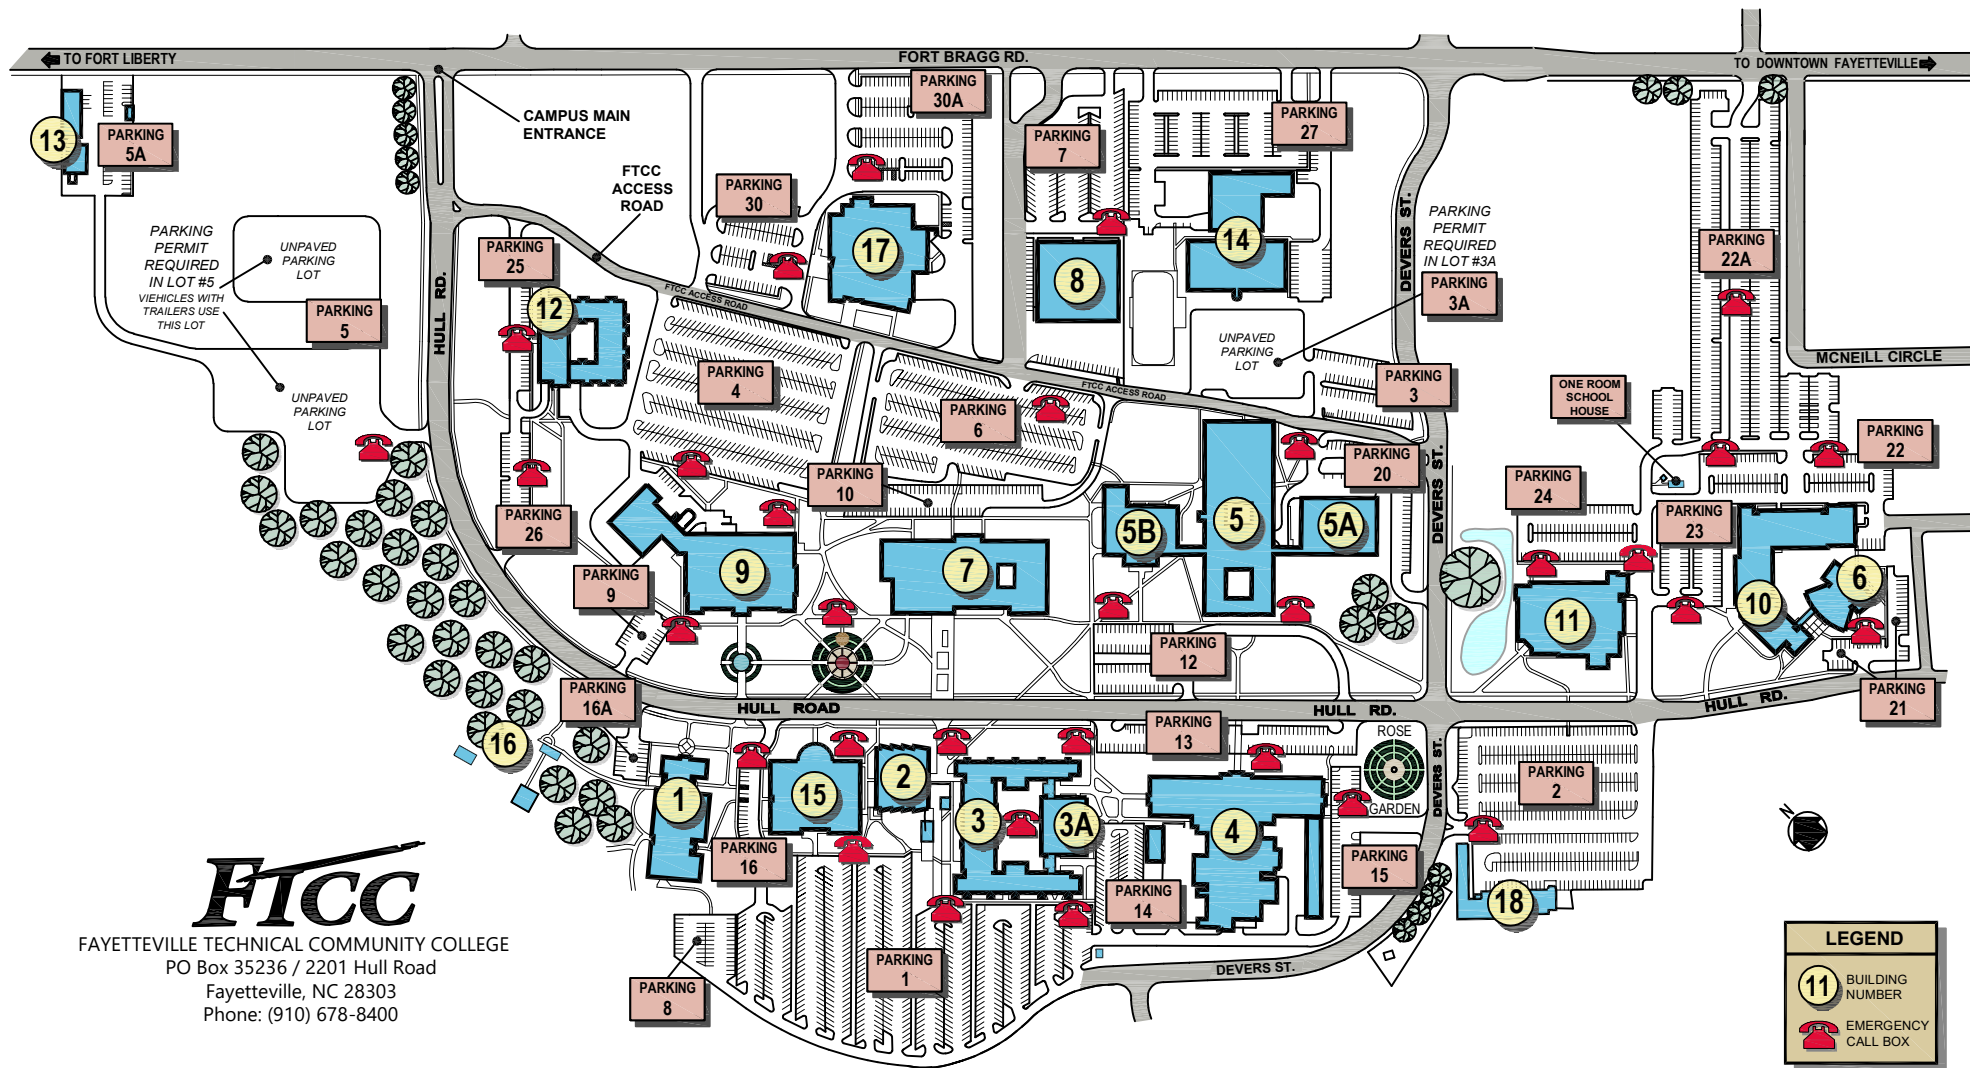 TO FORT LIBERTY
FORT BRAGG RD.
TO DOWNTOWN FAYETTEVILLE
CAMPUS MAIN
ENTRANCE
FTCC
ACCESS
ROAD
13
PARKING
5A
PARKING
30A
PARKING
7
PARKING
27
PARKING
30
17
8
14
DEVERS ST.
PARKING
PERMIT
REQUIRED
IN LOT #3A
PARKING
3A
PARKING
22A
PARKING
PERMIT
REQUIRED
IN LOT #5
VIEHICLES WITH
TRAILERS USE
THIS LOT
UNPAVED
PARKING
LOT
PARKING
5
UNPAVED
PARKING
LOT
HULL RD.
PARKING
25
12
FTCC ACCESS ROAD
PARKING
4
PARKING
6
FTCC ACCESS ROAD
UNPAVED
PARKING
LOT
PARKING
3
MCNEILL CIRCLE
ONE ROOM
SCHOOL
HOUSE
PARKING
22
PARKING
20
DEVERS ST.
PARKING
24
PARKING
23
PARKING
10
PARKING
26
5B
5
5A
9
7
PARKING
9
11
10
6
PARKING
12
PARKING
21
PARKING
16A
HULL ROAD
HULL RD.
HULL RD.
PARKING
13
ROSE
GARDEN
DEVERS ST.
PARKING
2
16
1
15
2
3
3A
4
PARKING
16
PARKING
14
PARKING
15
18
N
PARKING
1
PARKING
8
DEVERS ST.
FTCC
FAYETTEVILLE TECHNICAL COMMUNITY COLLEGE
PO Box 35236 / 2201 Hull Road
Fayetteville, NC 28303
Phone: (910) 678-8400
LEGEND
11
BUILDING
NUMBER
EMERGENCY
CALL BOX